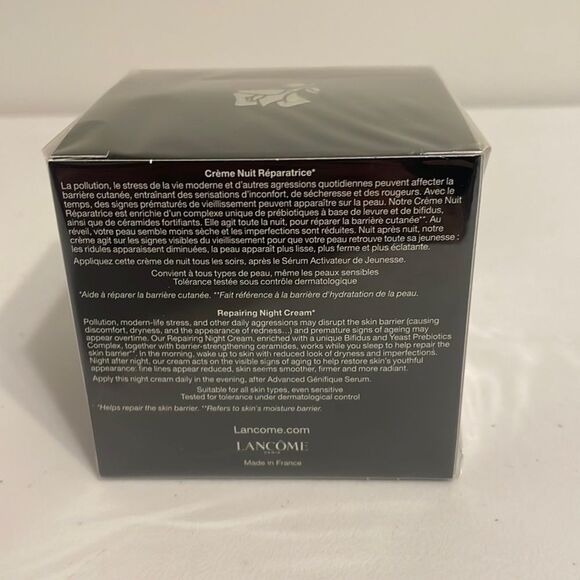 Crème Nuit Réparatrice*
La pollution, le stress de la vie moderne et d'autres agressions quotidiennes peuvent affecter la
barrière cutanée, entraînant des sensations d'inconfort, de sécheresse et des rougeurs. Avec le
temps, des signes prématurés de vieillissement peuvent apparaître sur la peau. Notre Crème Nuit
Réparatrice est enrichie d'un complexe unique de prébiotiques à base de levure et de bifidus,
ainsi que de céramides fortifiants. Elle agit toute la nuit, pour réparer la barrière cutanée**. Au
réveil, votre peau semble moins sèche et les imperfections sont réduites. Nuit après nuit, notre
crème agit sur les signes visibles du vieillissement pour que votre peau retrouve toute sa jeunesse :
les ridules apparaissent diminuées, la peau apparaît plus lisse, plus ferme et plus éclatante.
Appliquez cette crème de nuit tous les soirs, après le Sérum Activateur de Jeunesse.
Convient à tous types de peau, même les peaux sensibles
Tolérance testée sous contrôle dermatologique
*Aide à réparer la barrière cutanée. **Fait référence à la barrière d'hydratation de la peau.
Repairing Night Cream*
Pollution, modern-life stress, and other daily aggressions may disrupt the skin barrier (causing
discomfort, dryness, and the appearance of redness...) and premature signs of ageing may
appear overtime. Our Repairing Night Cream, enriched with a unique Bifidus and Yeast Prebiotics
Complex, together with barrier-strengthening ceramides, works while you sleep to help repair the
skin barrier**. in the morning, wake up to skin with reduced look of dryness and imperfections.
Night after night, our cream acts on the visible signs of aging to help restore skin's youthful
appearance: fine lines appear reduced, skin seems smoother, firmer and more radiant.
Apply this night cream daily in the evening, after Advanced Génifique Serum.
Suitable for all skin types, even sensitive
Tested for tolerance under dermatological control
*Helps repair the skin barrier. **Refers to skin's moisture barrier.
Lancome.com
LANCÔME
PARIS
Made in France